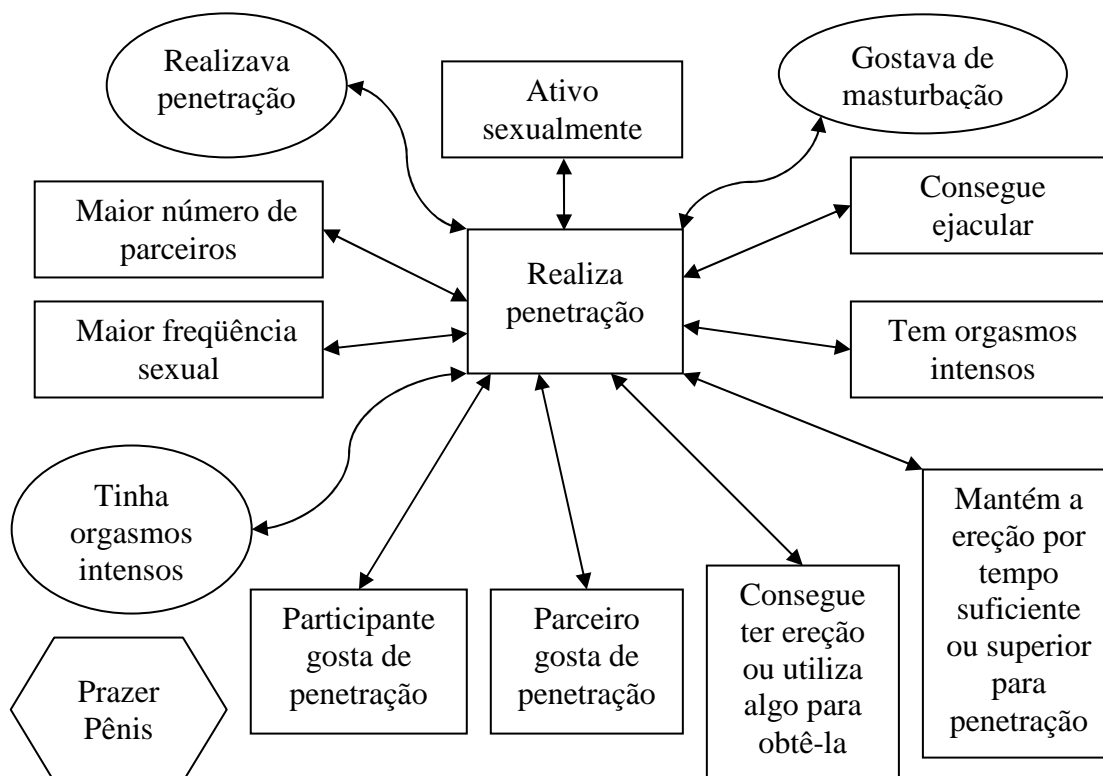 Realizava
penetração
Ativo
sexualmente
Gostava de
masturbação
Maior número de
parceiros
Consegue
ejacular
Realiza
penetração
Maior freqüência
sexual
Tem orgasmos
intensos
Tinha
orgasmos
intensos
Participante
gosta de
penetração
Parceiro
gosta de
penetração
Consegue
ter ereção
ou utiliza
algo para
obtê-la
Mantém a
ereção por
tempo
suficiente
ou superior
para
penetração
Prazer
Pênis